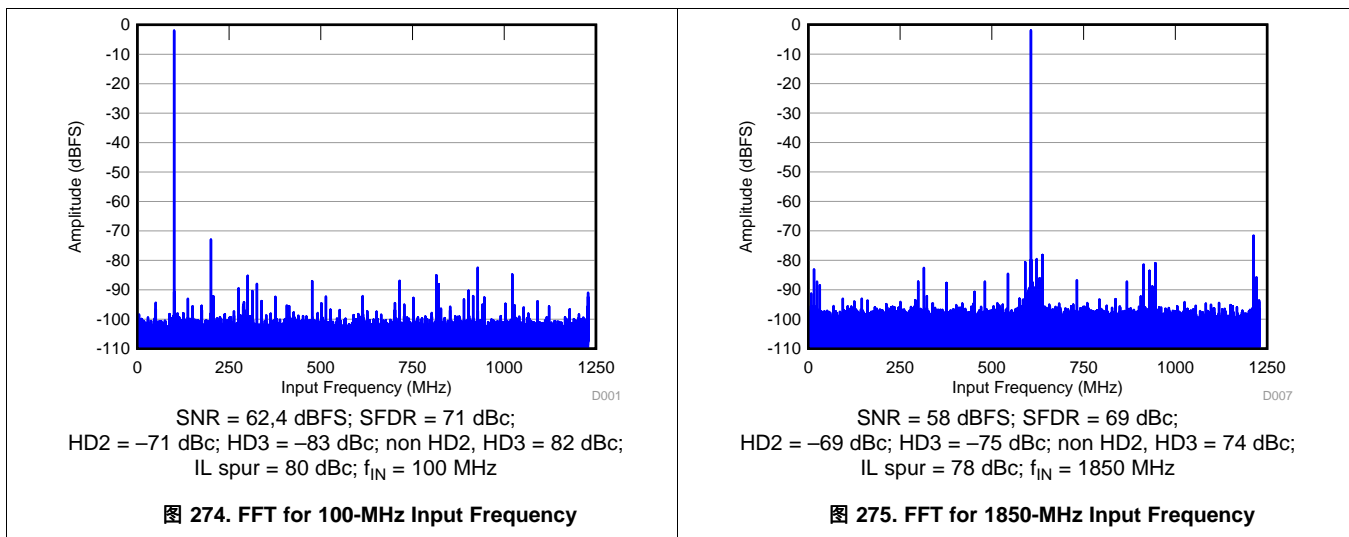 0
-10
-20
-30
-40
-50
-60
-70
-80
-90
-100
-110
Amplitude (dBFS)
0 250 500 750 1000 1250
Input Frequency (MHz)
D001
SNR = 62,4 dBFS; SFDR = 71 dBc;
HD2 = –71 dBc; HD3 = –83 dBc; non HD2, HD3 = 82 dBc;
IL spur = 80 dBc; fIN = 100 MHz
图 274. FFT for 100-MHz Input Frequency
0
-10
-20
-30
-40
-50
-60
-70
-80
-90
-100
-110
Amplitude (dBFS)
0 250 500 750 1000 1250
Input Frequency (MHz)
D007
SNR = 58 dBFS; SFDR = 69 dBc;
HD2 = –69 dBc; HD3 = –75 dBc; non HD2, HD3 = 74 dBc;
IL spur = 78 dBc; fIN = 1850 MHz
图 275. FFT for 1850-MHz Input Frequency